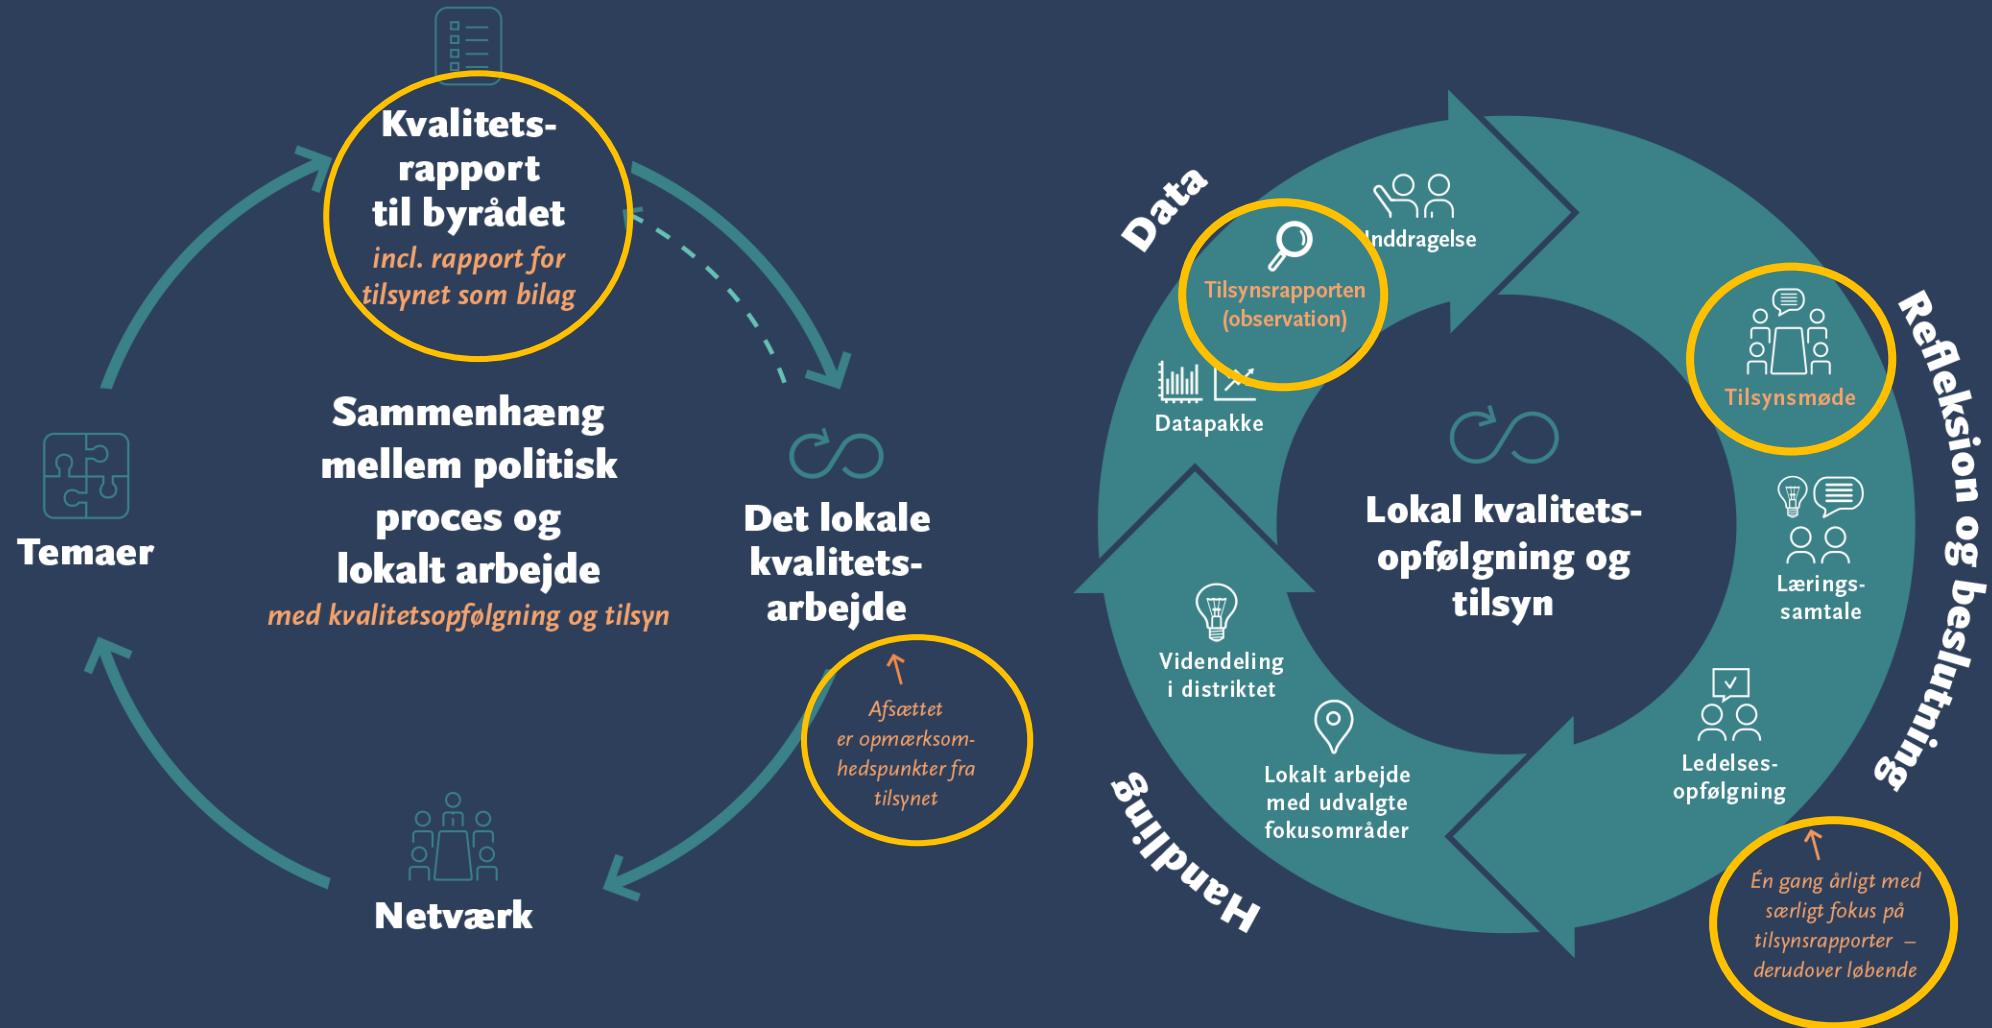 Kvalitets-
rapport
til byrådet
incl. rapport for
tilsynet som bilag
Sammenhæng
mellem politisk
proces og
lokalt arbejde
med kvalitetsopfølgning og tilsyn
Temaer
Det lokale
kvalitets-
arbejde
Afsættet
er opmærksom-
hedspunkter fra
tilsynet
Netværk
Data
Inddragelse
Tilsynsrapporten
(observation)
Datapakke
Refleksion og beslutning
Tilsynsmøde
Lærings-
samtale
Ledelses-
opfølgning
Én gang årligt med
særligt fokus på
tilsynsrapporter –
derudover løbende
Lokal kvalitets-
opfølgning og
tilsyn
Handling
Lokalt arbejde
med udvalgte
fokusområder
Videndeling
i distriktet